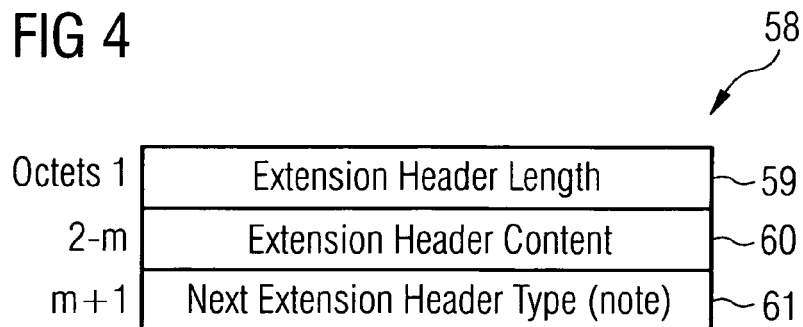 FIG 4
58
Octets 1 Extension Header Length 59
2-m Extension Header Content 60
m+1 Next Extension Header Type (note) 61